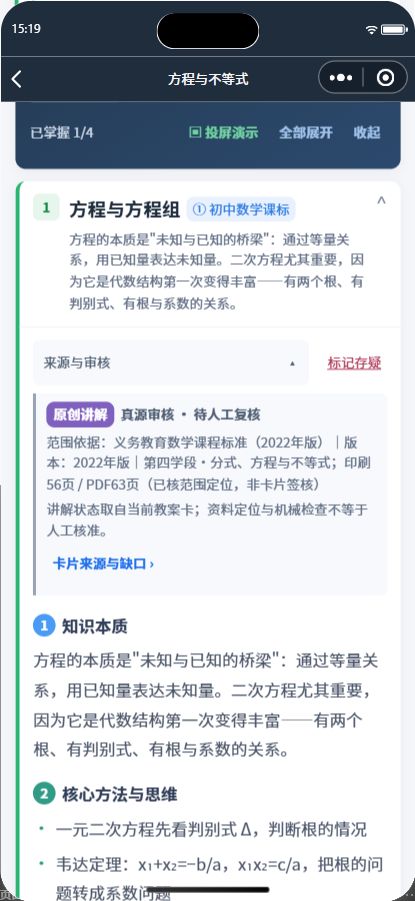 15:19
方程与不等式
已掌握 1/4
投屏演示
全部展开
收起
1 方程与方程组 ① 初中数学课标 ^
方程的本质是"未知与已知的桥梁"：通过等量关
系，用已知量表达未知量。二次方程尤其重要，因
为它是代数结构第一次变得丰富——有两个根、有
判别式、有根与系数的关系。
来源与审核 ▲ 标记存疑
原创讲解 真源审核 · 待人工复核
范围依据：义务教育数学课程标准（2022年版）｜版
本：2022年版｜第四学段·分式、方程与不等式；印刷
56页 / PDF63页（已核范围定位，非卡片签核）
讲解状态取自当前教案卡；资料定位与机械检查不等于
人工核准。
卡片来源与缺口 ›
1 知识本质
方程的本质是"未知与已知的桥梁"：通过等量关
系，用已知量表达未知量。二次方程尤其重要，因
为它是代数结构第一次变得丰富——有两个
根、有判别式、有根与系数的关系。
2 核心方法与思维
• 一元二次方程先看判别式 Δ，判断根的情况
• 韦达定理：x₁+x₂=−b/a，x₁x₂=c/a，把根的问
题转成系数问题